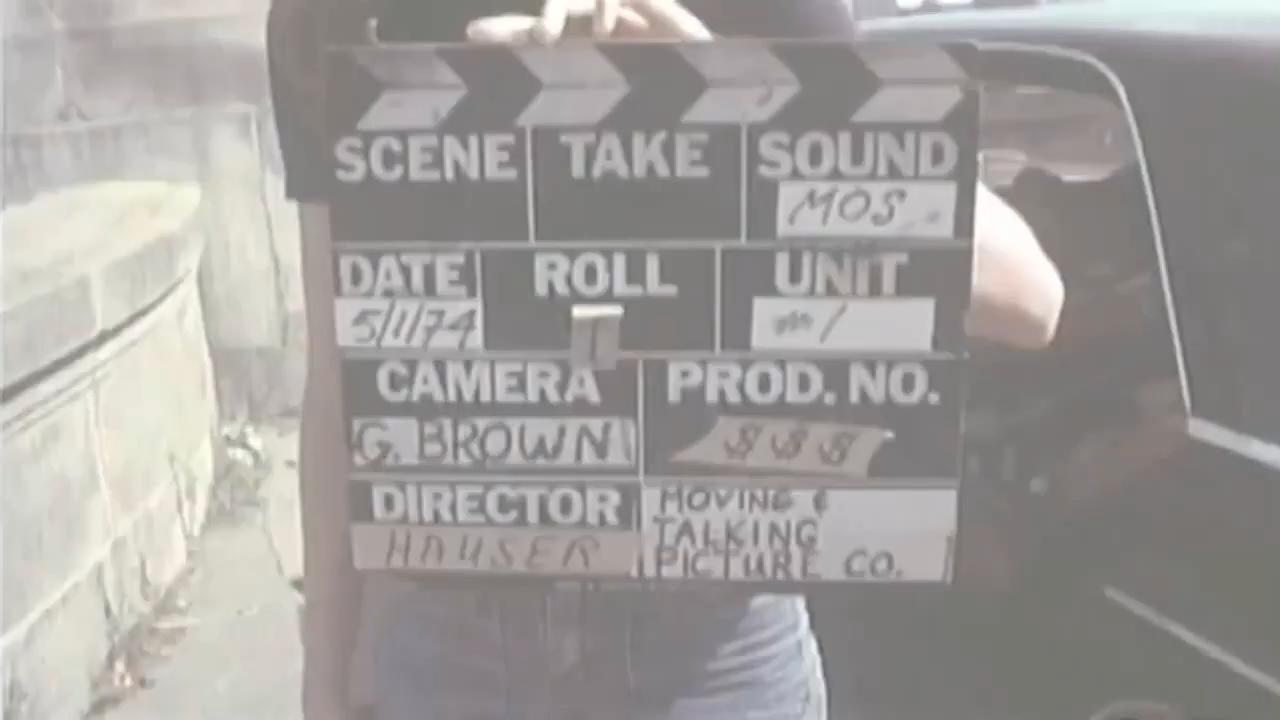 SCENE TAKE SOUND
MOS
DATE ROLL UNIT
5/1/74 1
CAMERA PROD. NO.
G. BROWN $ $ $
DIRECTOR MOVING &
HAUSER TALKING
PICTURE CO.